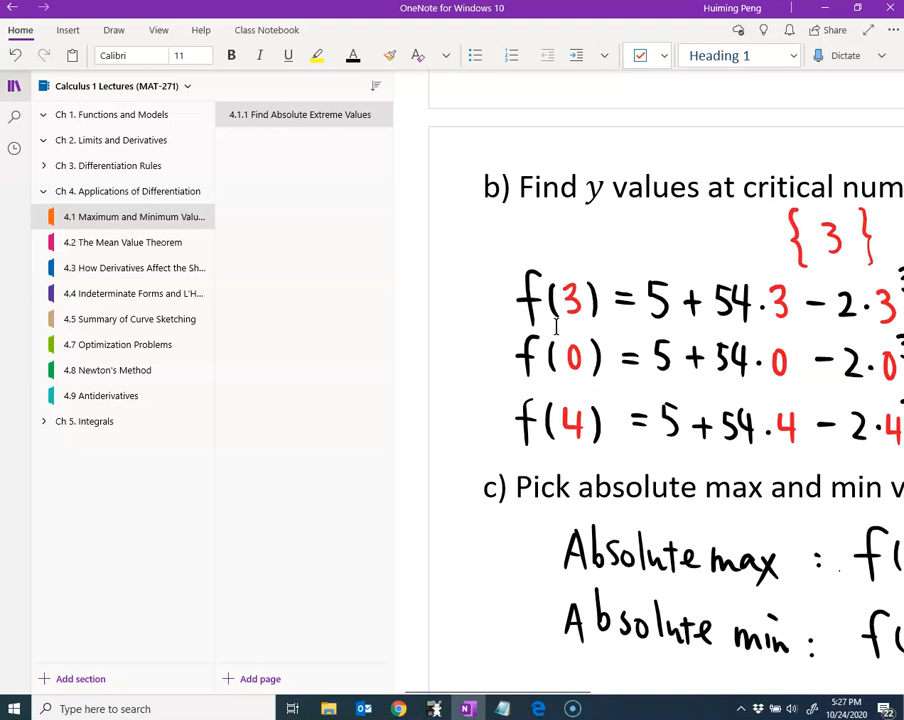 OneNote for Windows 10
Huiming Peng
Home Insert Draw View Help Class Notebook
Share
Calibri 11 B I U A Heading 1 Dictate
Calculus 1 Lectures (MAT-271)
Ch 1. Functions and Models
4.1.1 Find Absolute Extreme Values
Ch 2. Limits and Derivatives
Ch 3. Differentiation Rules
Ch 4. Applications of Differentiation
4.1 Maximum and Minimum Valu...
4.2 The Mean Value Theorem
4.3 How Derivatives Affect the Sh...
4.4 Indeterminate Forms and L'H...
4.5 Summary of Curve Sketching
4.7 Optimization Problems
4.8 Newton's Method
4.9 Antiderivatives
Ch 5. Integrals
b) Find y values at critical num
{ 3 }
f(3) = 5 + 54·3 − 2·3
f(0) = 5 + 54·0 − 2·0
f(4) = 5 + 54·4 − 2·4
c) Pick absolute max and min v
Absolute max : f(
Absolute min : f(
+ Add section
+ Add page
Type here to search
5:27 PM
10/24/2020
22